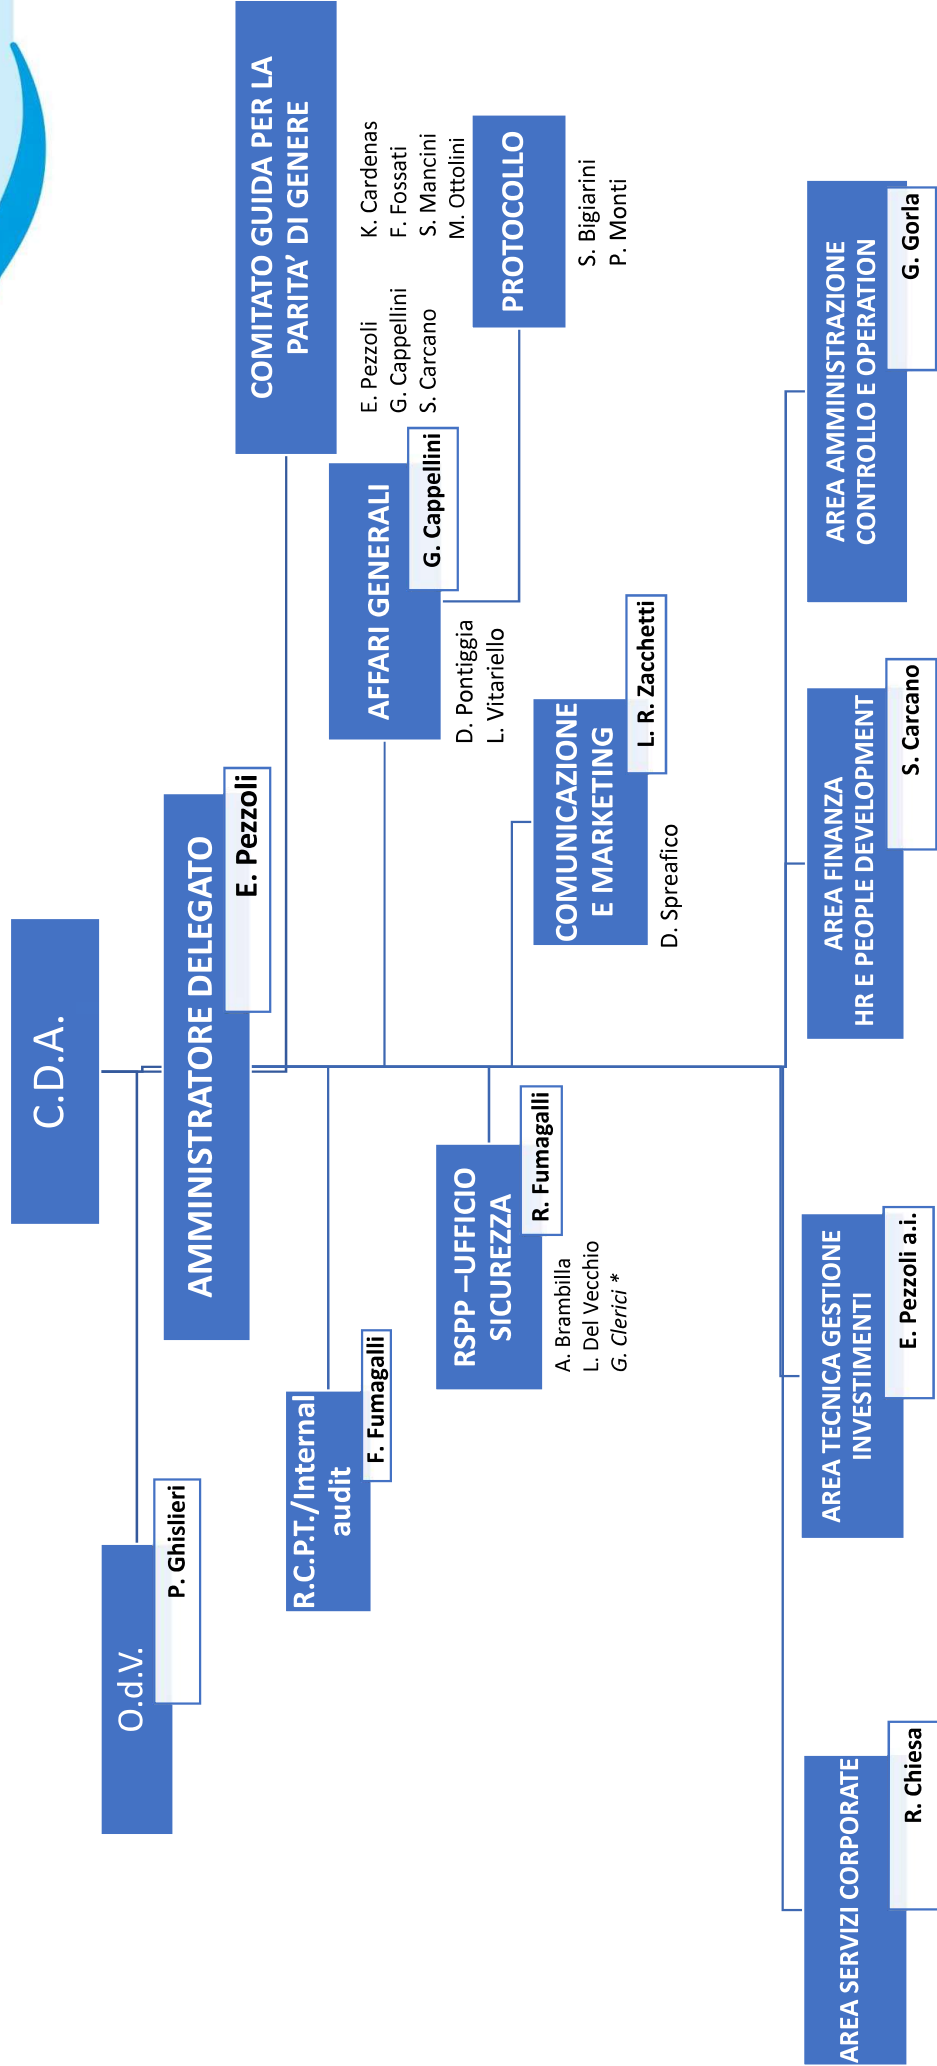 C.D.A.
O.d.V.
P. Ghislieri
AMMINISTRATORE DELEGATO
E. Pezzoli
COMITATO GUIDA PER LA
PARITA’ DI GENERE
E. Pezzoli
G. Cappellini
S. Carcano
K. Cardenas
F. Fossati
S. Mancini
M. Ottolini
R.C.P.T./Internal
audit
F. Fumagalli
AFFARI GENERALI
G. Cappellini
D. Pontiggia
L. Vitariello
PROTOCOLLO
S. Bigiarini
P. Monti
RSPP –UFFICIO
SICUREZZA
R. Fumagalli
A. Brambilla
L. Del Vecchio
G. Clerici *
COMUNICAZIONE
E MARKETING
L. R. Zacchetti
D. Spreafico
AREA SERVIZI CORPORATE
R. Chiesa
AREA TECNICA GESTIONE
INVESTIMENTI
E. Pezzoli a.i.
AREA FINANZA
HR E PEOPLE DEVELOPMENT
S. Carcano
AREA AMMINISTRAZIONE
CONTROLLO E OPERATION
G. Gorla